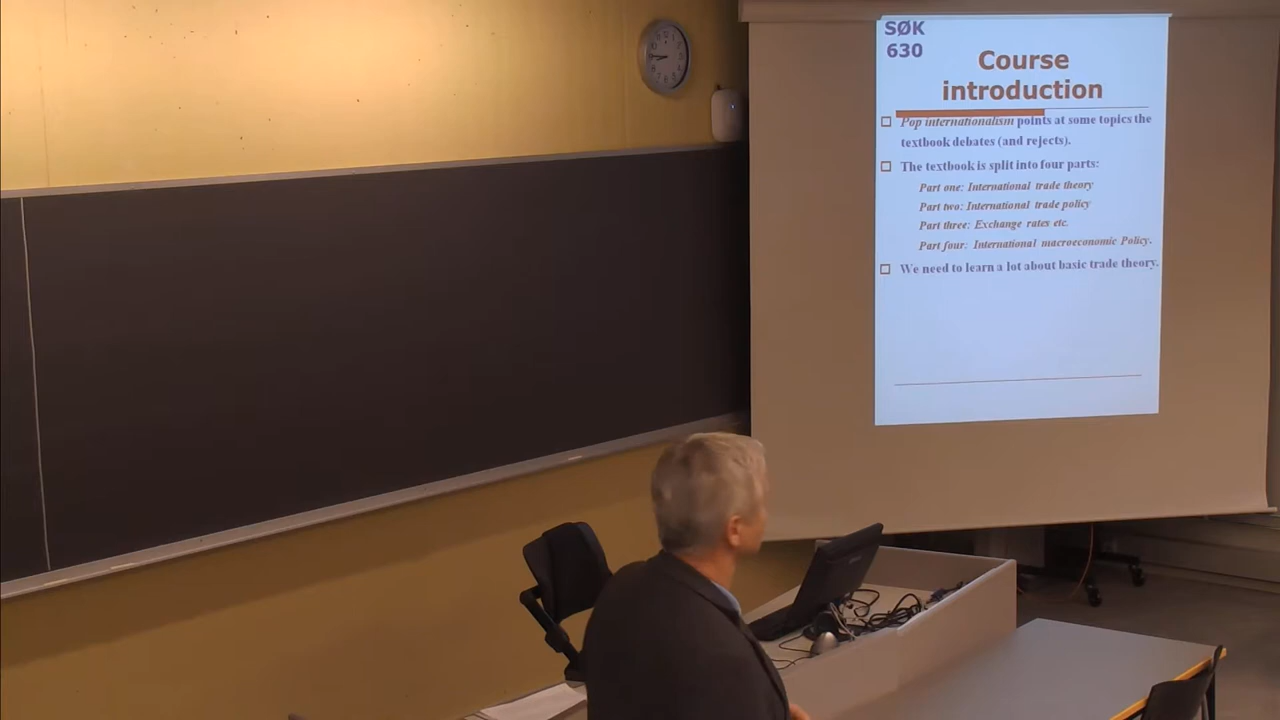 SØK
630
Course
introduction
Pop internationalism points at some topics the
textbook debates (and rejects).
The textbook is split into four parts:
Part one: International trade theory
Part two: International trade policy
Part three: Exchange rates etc.
Part four: International macroeconomic Policy.
We need to learn a lot about basic trade theory.